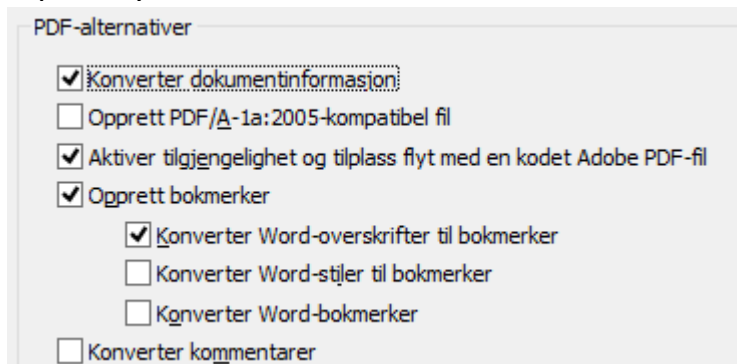 PDF-alternativer
Konverter dokumentinformasjon
Opprett PDF/A-1a:2005-kompatibel fil
Aktiver tilgjengelighet og tilplass flyt med en kodet Adobe PDF-fil
Opprett bokmerker
Konverter Word-overskrifter til bokmerker
Konverter Word-stiler til bokmerker
Konverter Word-bokmerker
Konverter kommentarer